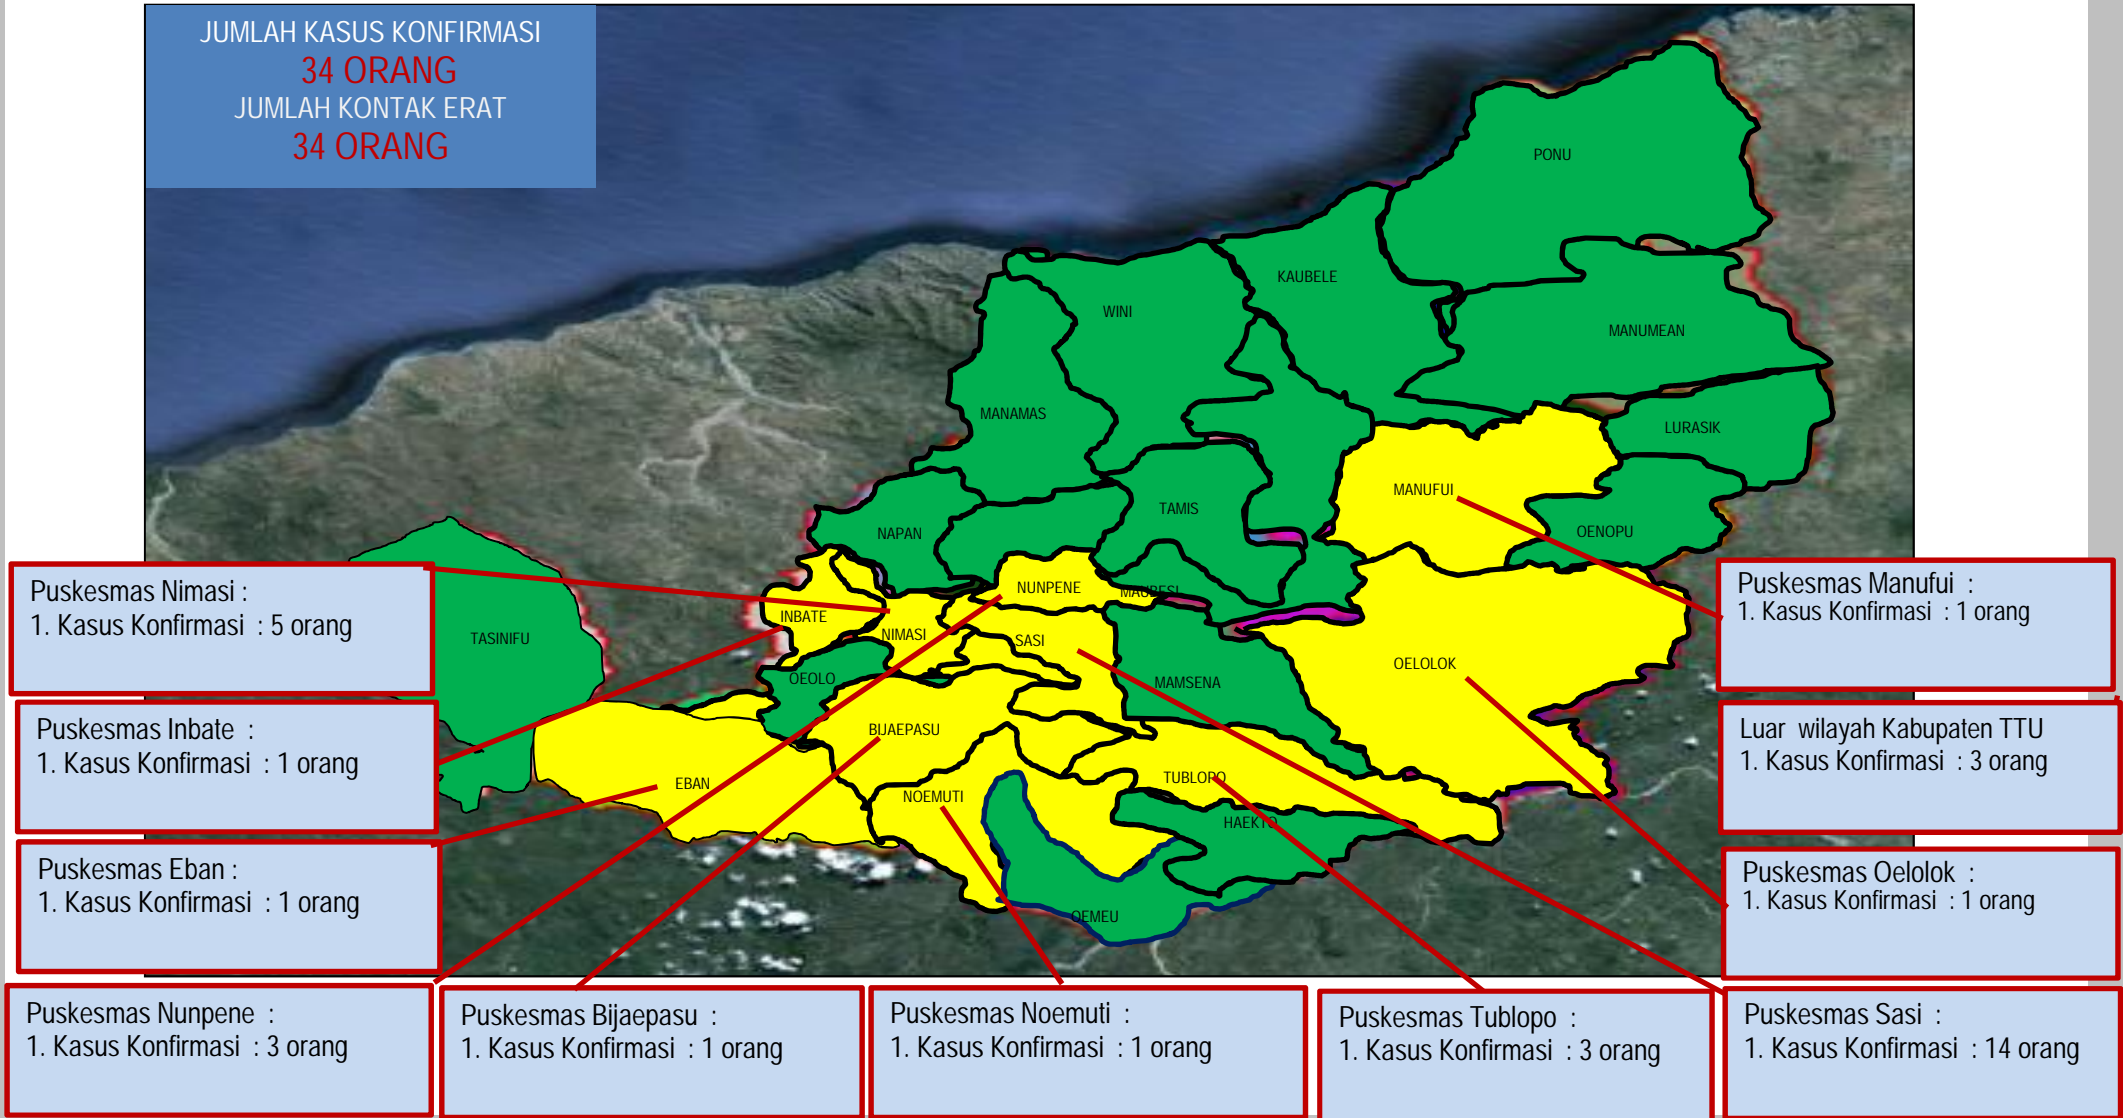 JUMLAH KASUS KONFIRMASI
34 ORANG
JUMLAH KONTAK ERAT
34 ORANG
PONU
KAUBELE
WINI
MANUMEAN
MANAMAS
LURASIK
MANUFUI
TAMIS
NAPAN
OENOPU
NUNPENE
MAUBESI
INBATE
NIMASI
SASI
TASINIFU
OELOLOK
OEOLO
MAMSENA
BIJAEPASU
TUBLOPO
EBAN
NOEMUTI
HAEKTO
OEMEU
Puskesmas Nimasi :
1. Kasus Konfirmasi : 5 orang
Puskesmas Inbate :
1. Kasus Konfirmasi : 1 orang
Puskesmas Eban :
1. Kasus Konfirmasi : 1 orang
Puskesmas Nunpene :
1. Kasus Konfirmasi : 3 orang
Puskesmas Bijaepasu :
1. Kasus Konfirmasi : 1 orang
Puskesmas Noemuti :
1. Kasus Konfirmasi : 1 orang
Puskesmas Tublopo :
1. Kasus Konfirmasi : 3 orang
Puskesmas Manufui :
1. Kasus Konfirmasi : 1 orang
Luar wilayah Kabupaten TTU
1. Kasus Konfirmasi : 3 orang
Puskesmas Oelolok :
1. Kasus Konfirmasi : 1 orang
Puskesmas Sasi :
1. Kasus Konfirmasi : 14 orang